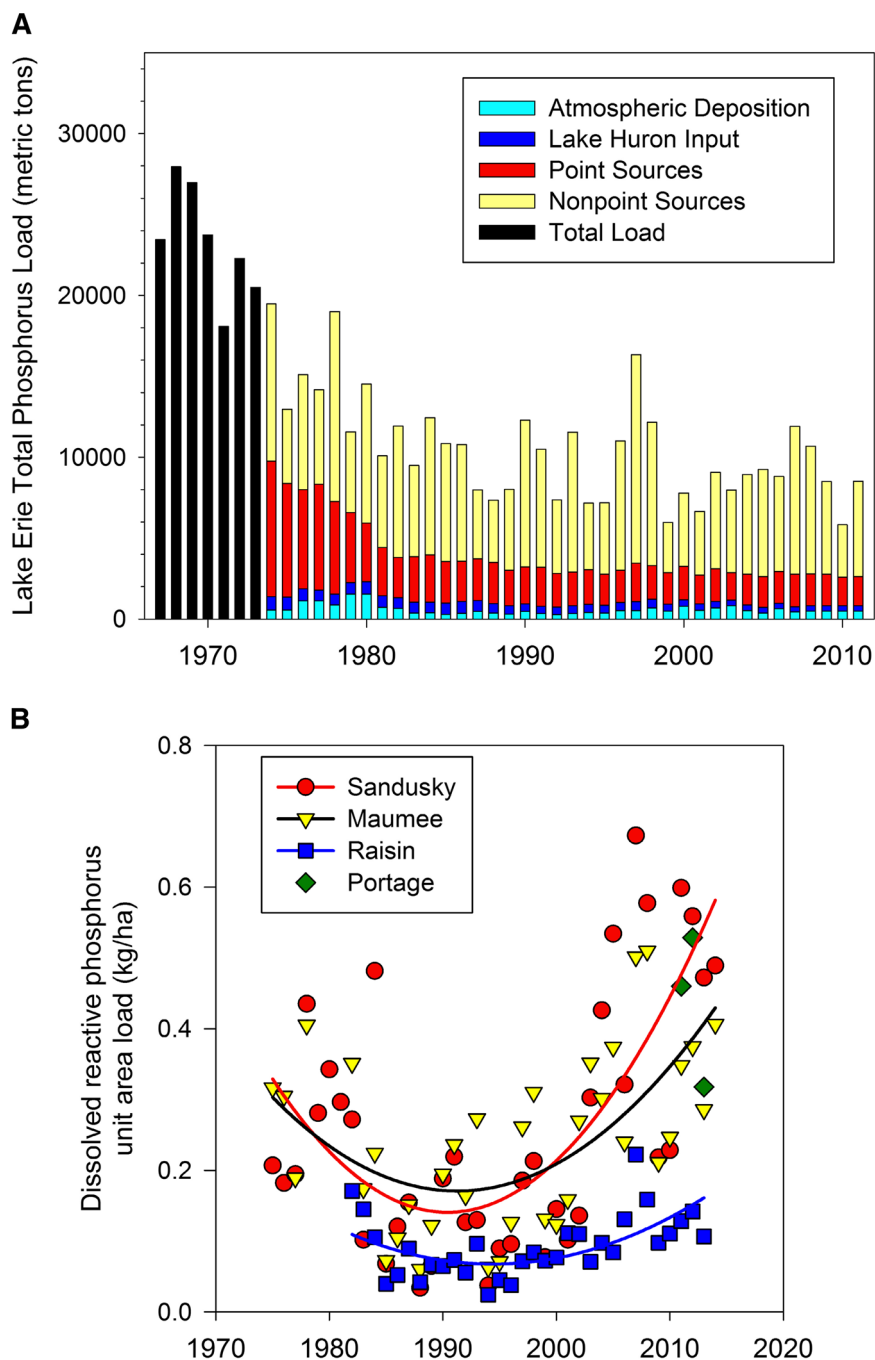 A
Lake Erie Total Phosphorus Load (metric tons)
30000
20000
10000
0
Atmospheric Deposition
Lake Huron Input
Point Sources
Nonpoint Sources
Total Load
1970
1980
1990
2000
2010
B
Dissolved reactive phosphorus
unit area load (kg/ha)
0.8
0.6
0.4
0.2
0.0
Sandusky
Maumee
Raisin
Portage
1970
1980
1990
2000
2010
2020